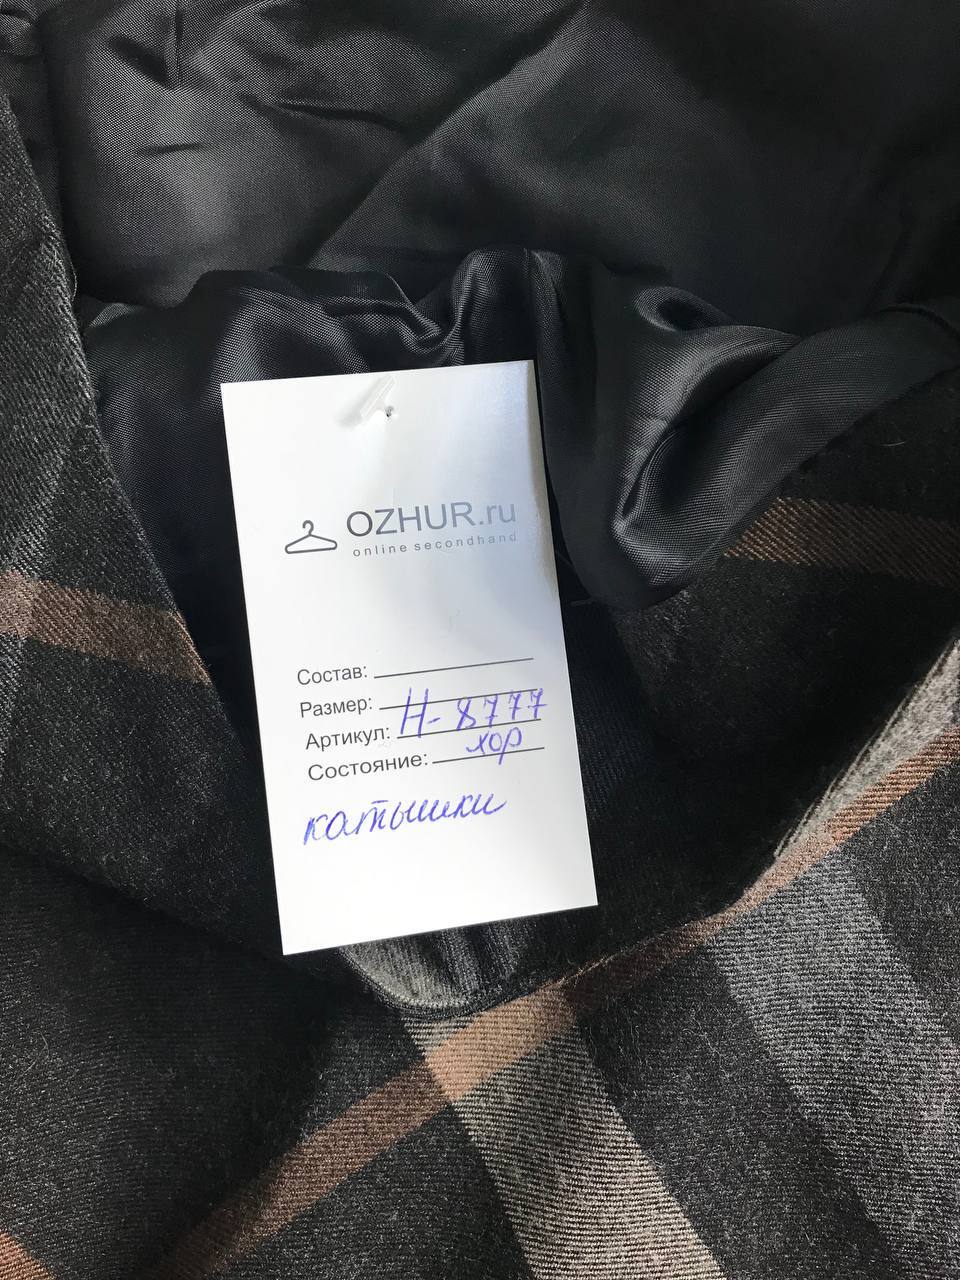 OZHUR.ru
online secondhand
Состав:
Размер:
Артикул: Н-8777
Состояние: хор
катышки